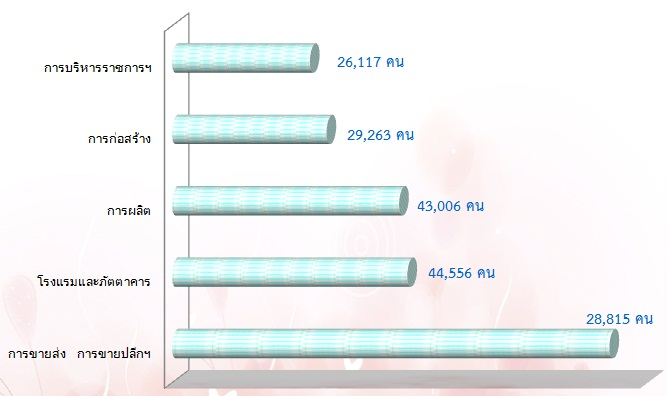 การบริหารราชการฯ 26,117 คน
การก่อสร้าง 29,263 คน
การผลิต 43,006 คน
โรงแรมและภัตตาคาร 44,556 คน
28,815 คน
การขายส่ง การขายปลีกฯ